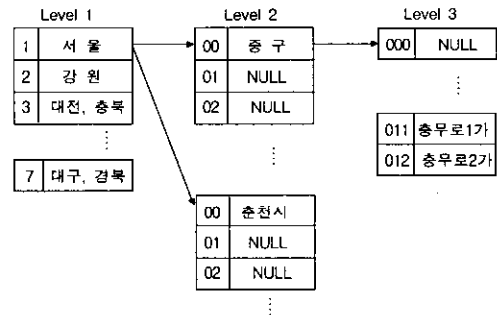 Level 1
1 서 울
2 강 원
3 대전, 충북
7 대구, 경북
Level 2
00 중 구
01 NULL
02 NULL
00 춘천시
01 NULL
02 NULL
Level 3
000 NULL
011 충무로1가
012 충무로2가